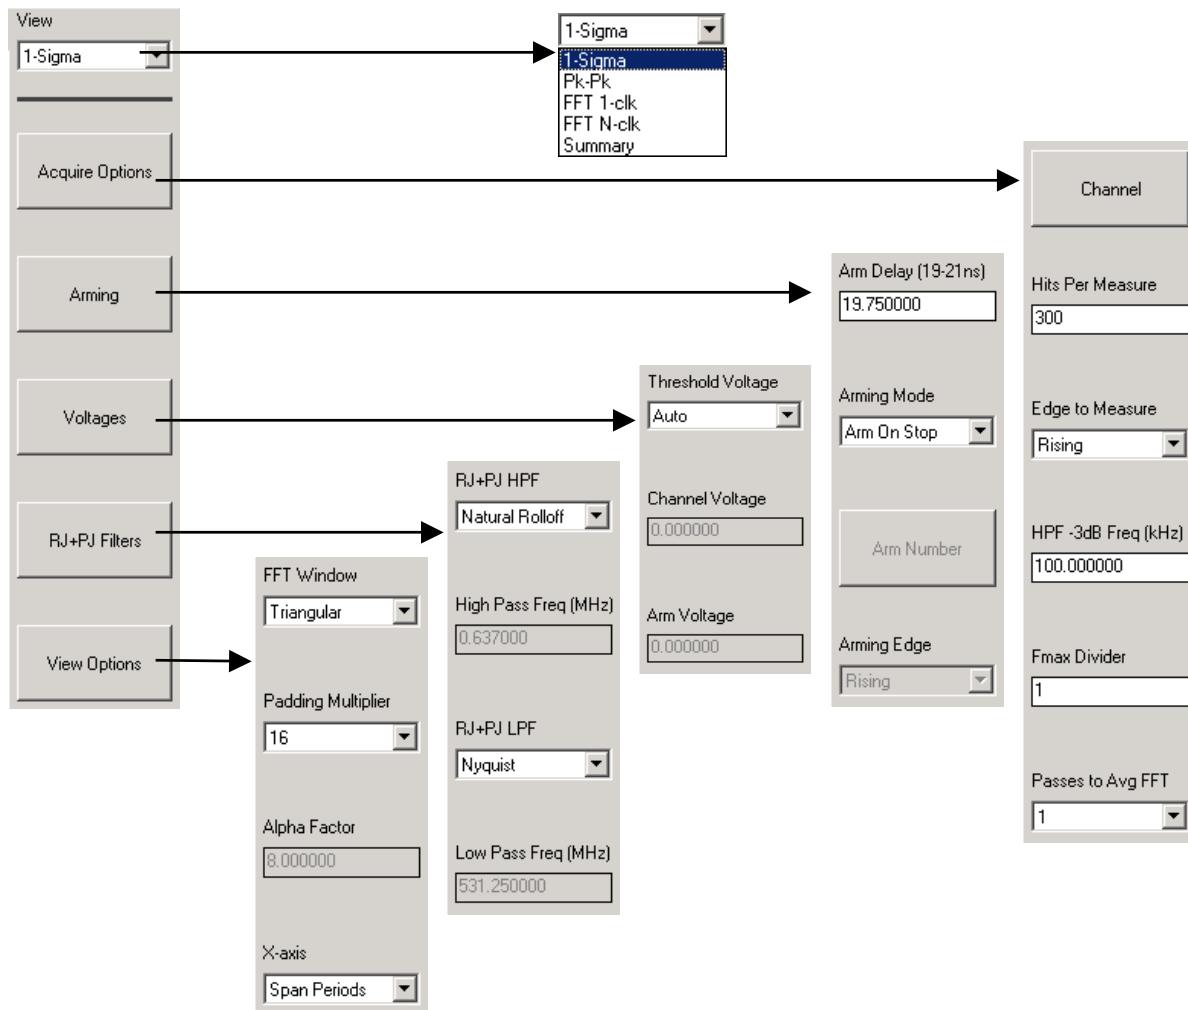 View
1-Sigma
Acquire Options
Arming
Voltages
RJ+PJ Filters
View Options
1-Sigma
1-Sigma
Pk-Pk
FFT 1-clk
FFT N-clk
Summary
FFT Window
Triangular
Padding Multiplier
16
Alpha Factor
8.000000
X-axis
Span Periods
RJ+PJ HPF
Natural Rolloff
High Pass Freq (MHz)
0.637000
RJ+PJ LPF
Nyquist
Low Pass Freq (MHz)
531.250000
Threshold Voltage
Auto
Channel Voltage
0.000000
Arm Voltage
0.000000
Arm Delay (19-21ns)
19.750000
Arming Mode
Arm On Stop
Arm Number
Arming Edge
Rising
Channel
Hits Per Measure
300
Edge to Measure
Rising
HPF -3dB Freq (kHz)
100.000000
Fmax Divider
1
Passes to Avg FFT
1